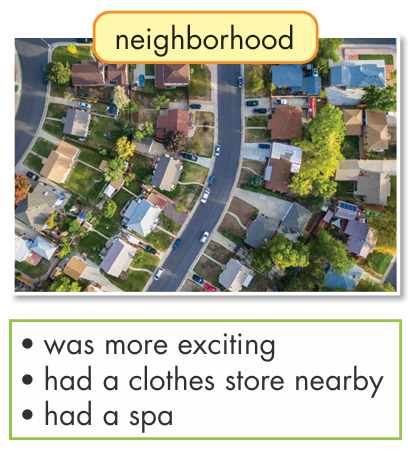 neighborhood
• was more exciting
• had a clothes store nearby
• had a spa